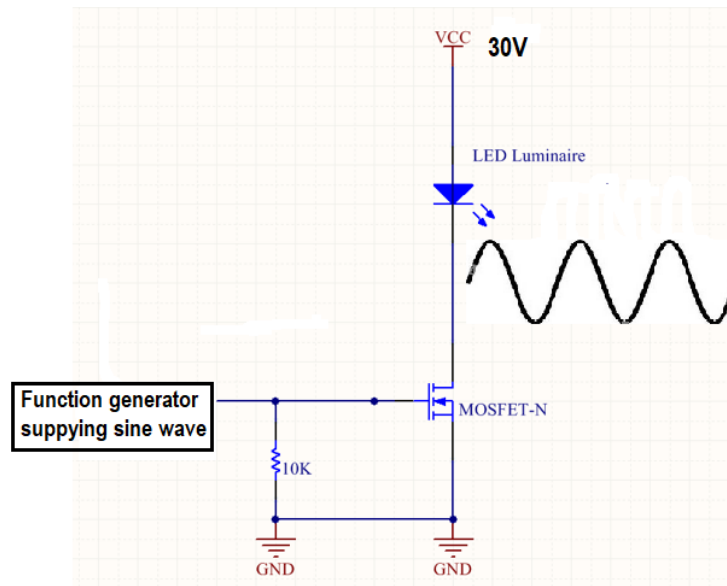 VCC 30V
LED Luminaire
Function generator
suppying sine wave
MOSFET-N
10K
GND
GND